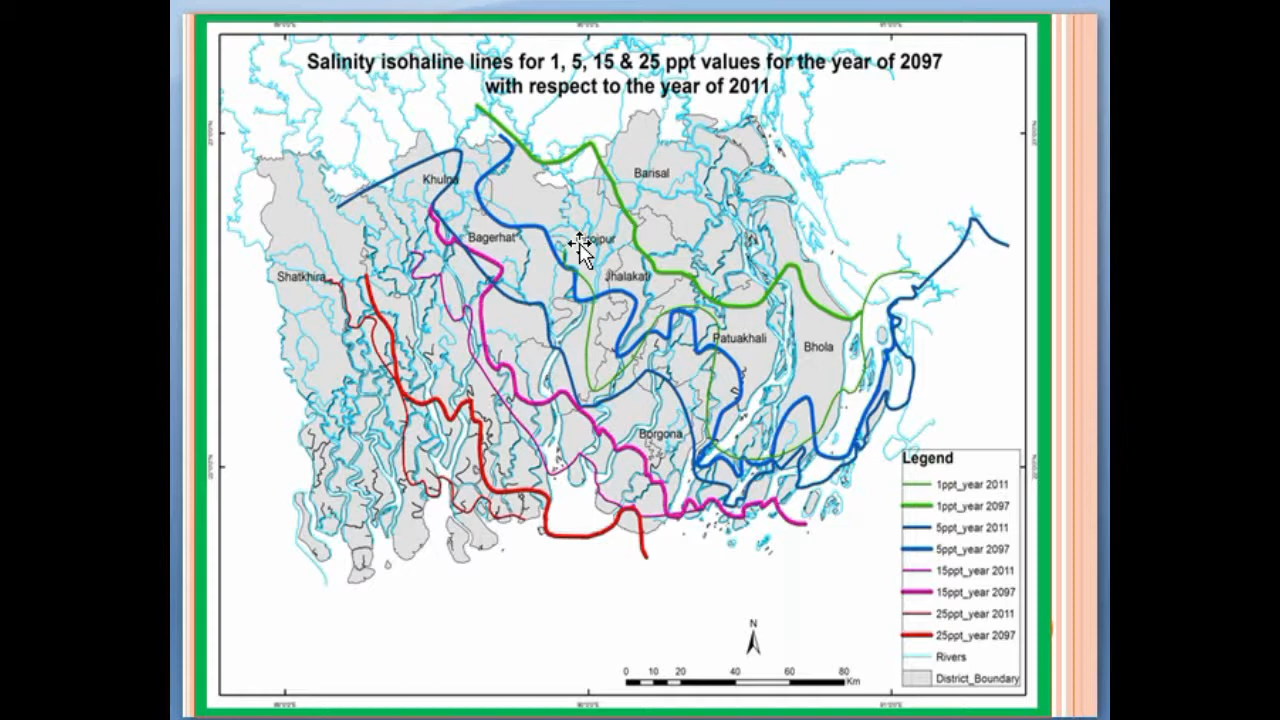 Salinity isohaline lines for 1, 5, 15 & 25 ppt values for the year of 2097
with respect to the year of 2011
Barisal
Khulna
Bagerhat
Jhalakati
Shatkhira
Patuakhali
Bhola
Borgona
Legend
1ppt_year 2011
1ppt_year 2097
5ppt_year 2011
5ppt_year 2097
15ppt_year 2011
15ppt_year 2097
25ppt_year 2011
25ppt_year 2097
Rivers
District_Boundary
N
0 10 20 40 60 80
Km